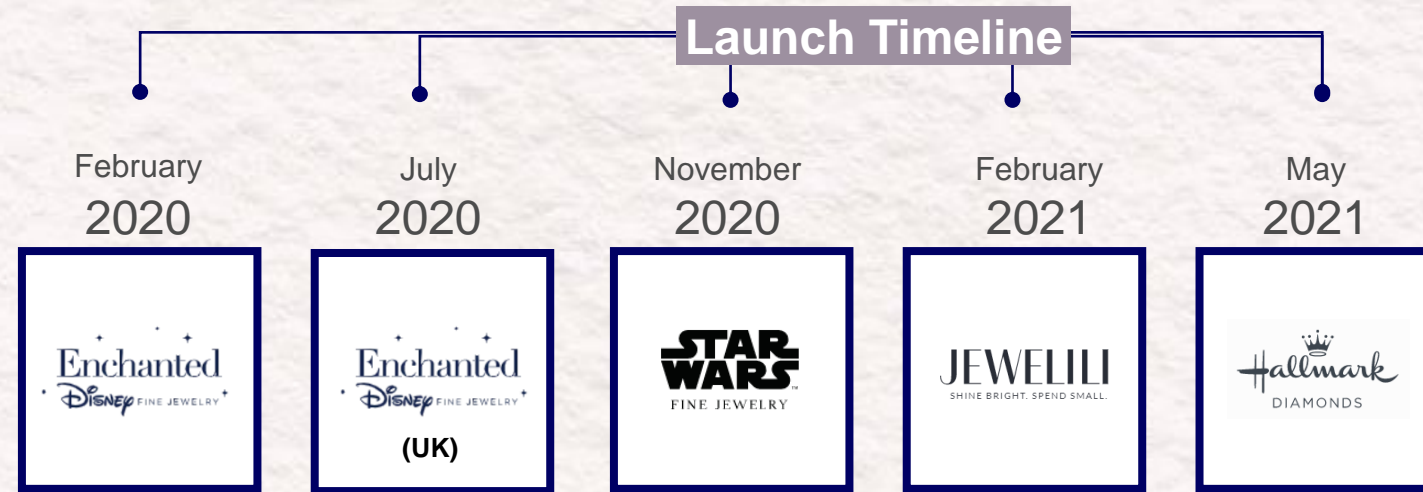 Launch Timeline
February
2020
July
2020
November
2020
February
2021
May
2021
Enchanted
Disney FINE JEWELRY
Enchanted
Disney FINE JEWELRY
(UK)
STAR
WARS
FINE JEWELRY
JEWELILI
SHINE BRIGHT. SPEND SMALL.
Hallmark
DIAMONDS